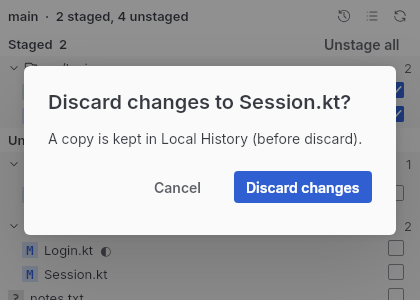 main · 2 staged, 4 unstaged
Staged 2
Unstage all
2
Discard changes to Session.kt?
A copy is kept in Local History (before discard).
Cancel
Discard changes
1
2
M Login.kt
M Session.kt
? notes.txt